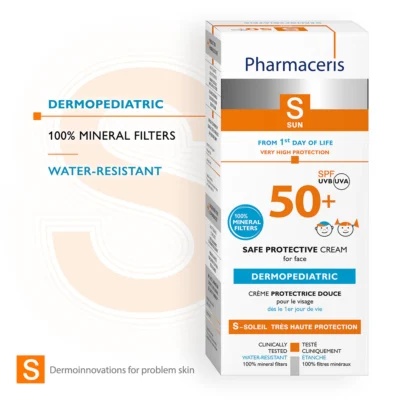 DERMOPEDIATRIC
100% MINERAL FILTERS
WATER-RESISTANT
S Dermoinnovations for problem skin
Pharmaceris
S
SUN
FROM 1st DAY OF LIFE
VERY HIGH PROTECTION
SPF
UVB UVA
50+
100%
MINERAL
FILTERS
SAFE PROTECTIVE CREAM
for face
DERMOPEDIATRIC
CRÈME PROTECTRICE DOUCE
pour le visage
dès le 1er jour de vie
S-SOLEIL TRÈS HAUTE PROTECTION
CLINICALLY TESTED
WATER-RESISTANT
100% mineral filters
TESTÉ CLINIQUEMENT
ETANCHE
100% filtres minéraux